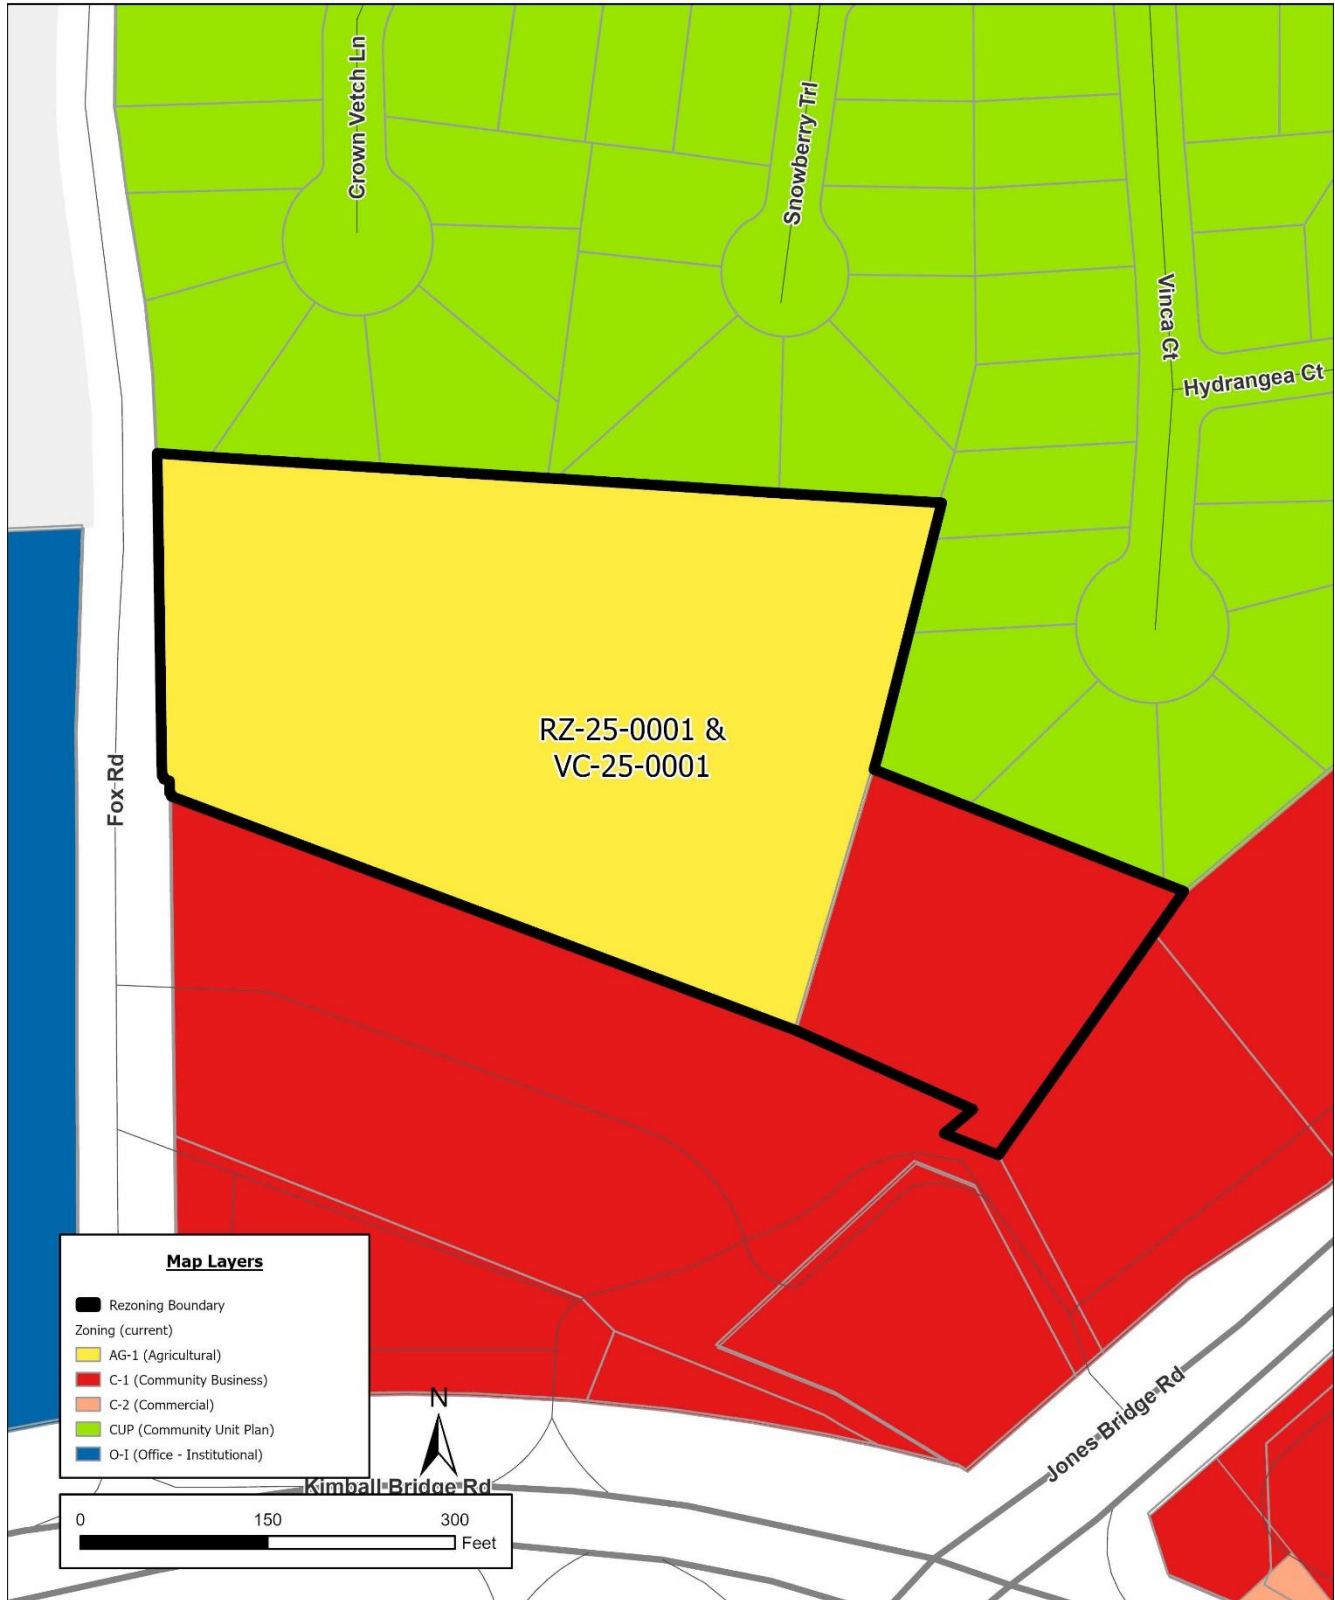 Crown Vetch Ln
Snowberry Trl
Vinca Ct
Hydrangea Ct
RZ-25-0001 &
VC-25-0001
Fox Rd
Map Layers
Rezoning Boundary
Zoning (current)
AG-1 (Agricultural)
C-1 (Community Business)
C-2 (Commercial)
CUP (Community Unit Plan)
O-I (Office - Institutional)
N
Jones Bridge Rd
Kimball Bridge Rd
0 150 300
Feet